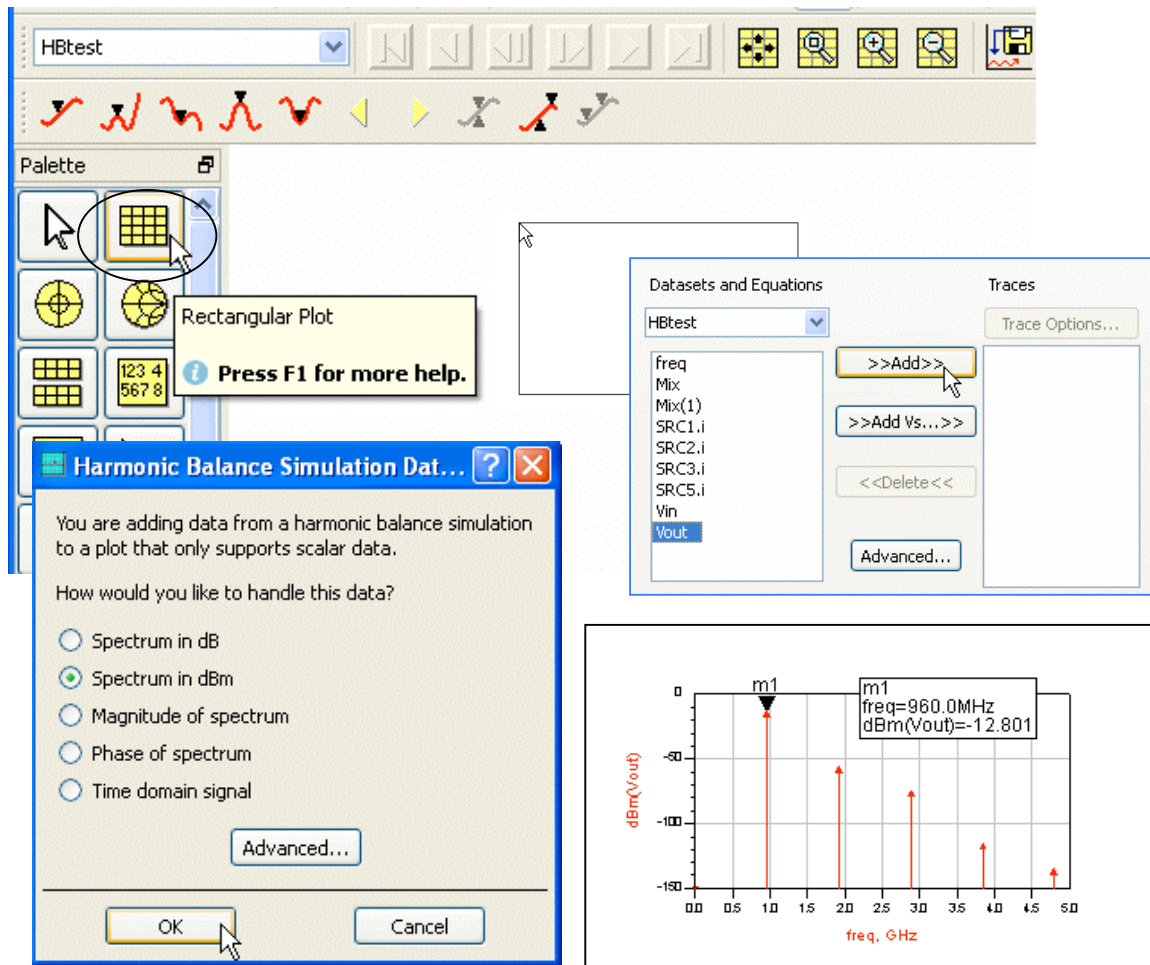 HBtest
Palette
Rectangular Plot
Press F1 for more help.
123 4
567 8
Datasets and Equations
Traces
HBtest
Trace Options...
freq
Mix
Mix(1)
SRC1.i
SRC2.i
SRC3.i
SRC5.i
Vin
Vout
>>Add>>
>>Add Vs...>>
<<Delete<<
Advanced...
Harmonic Balance Simulation Dat...
You are adding data from a harmonic balance simulation
to a plot that only supports scalar data.
How would you like to handle this data?
Spectrum in dB
Spectrum in dBm
Magnitude of spectrum
Phase of spectrum
Time domain signal
Advanced...
OK
Cancel
m1
m1
freq=960.0MHz
dBm(Vout)=-12.801
0
-50
-100
-150
dBm(Vout)
0.0 0.5 1.0 1.5 2.0 2.5 3.0 3.5 4.0 4.5 5.0
freq, GHz